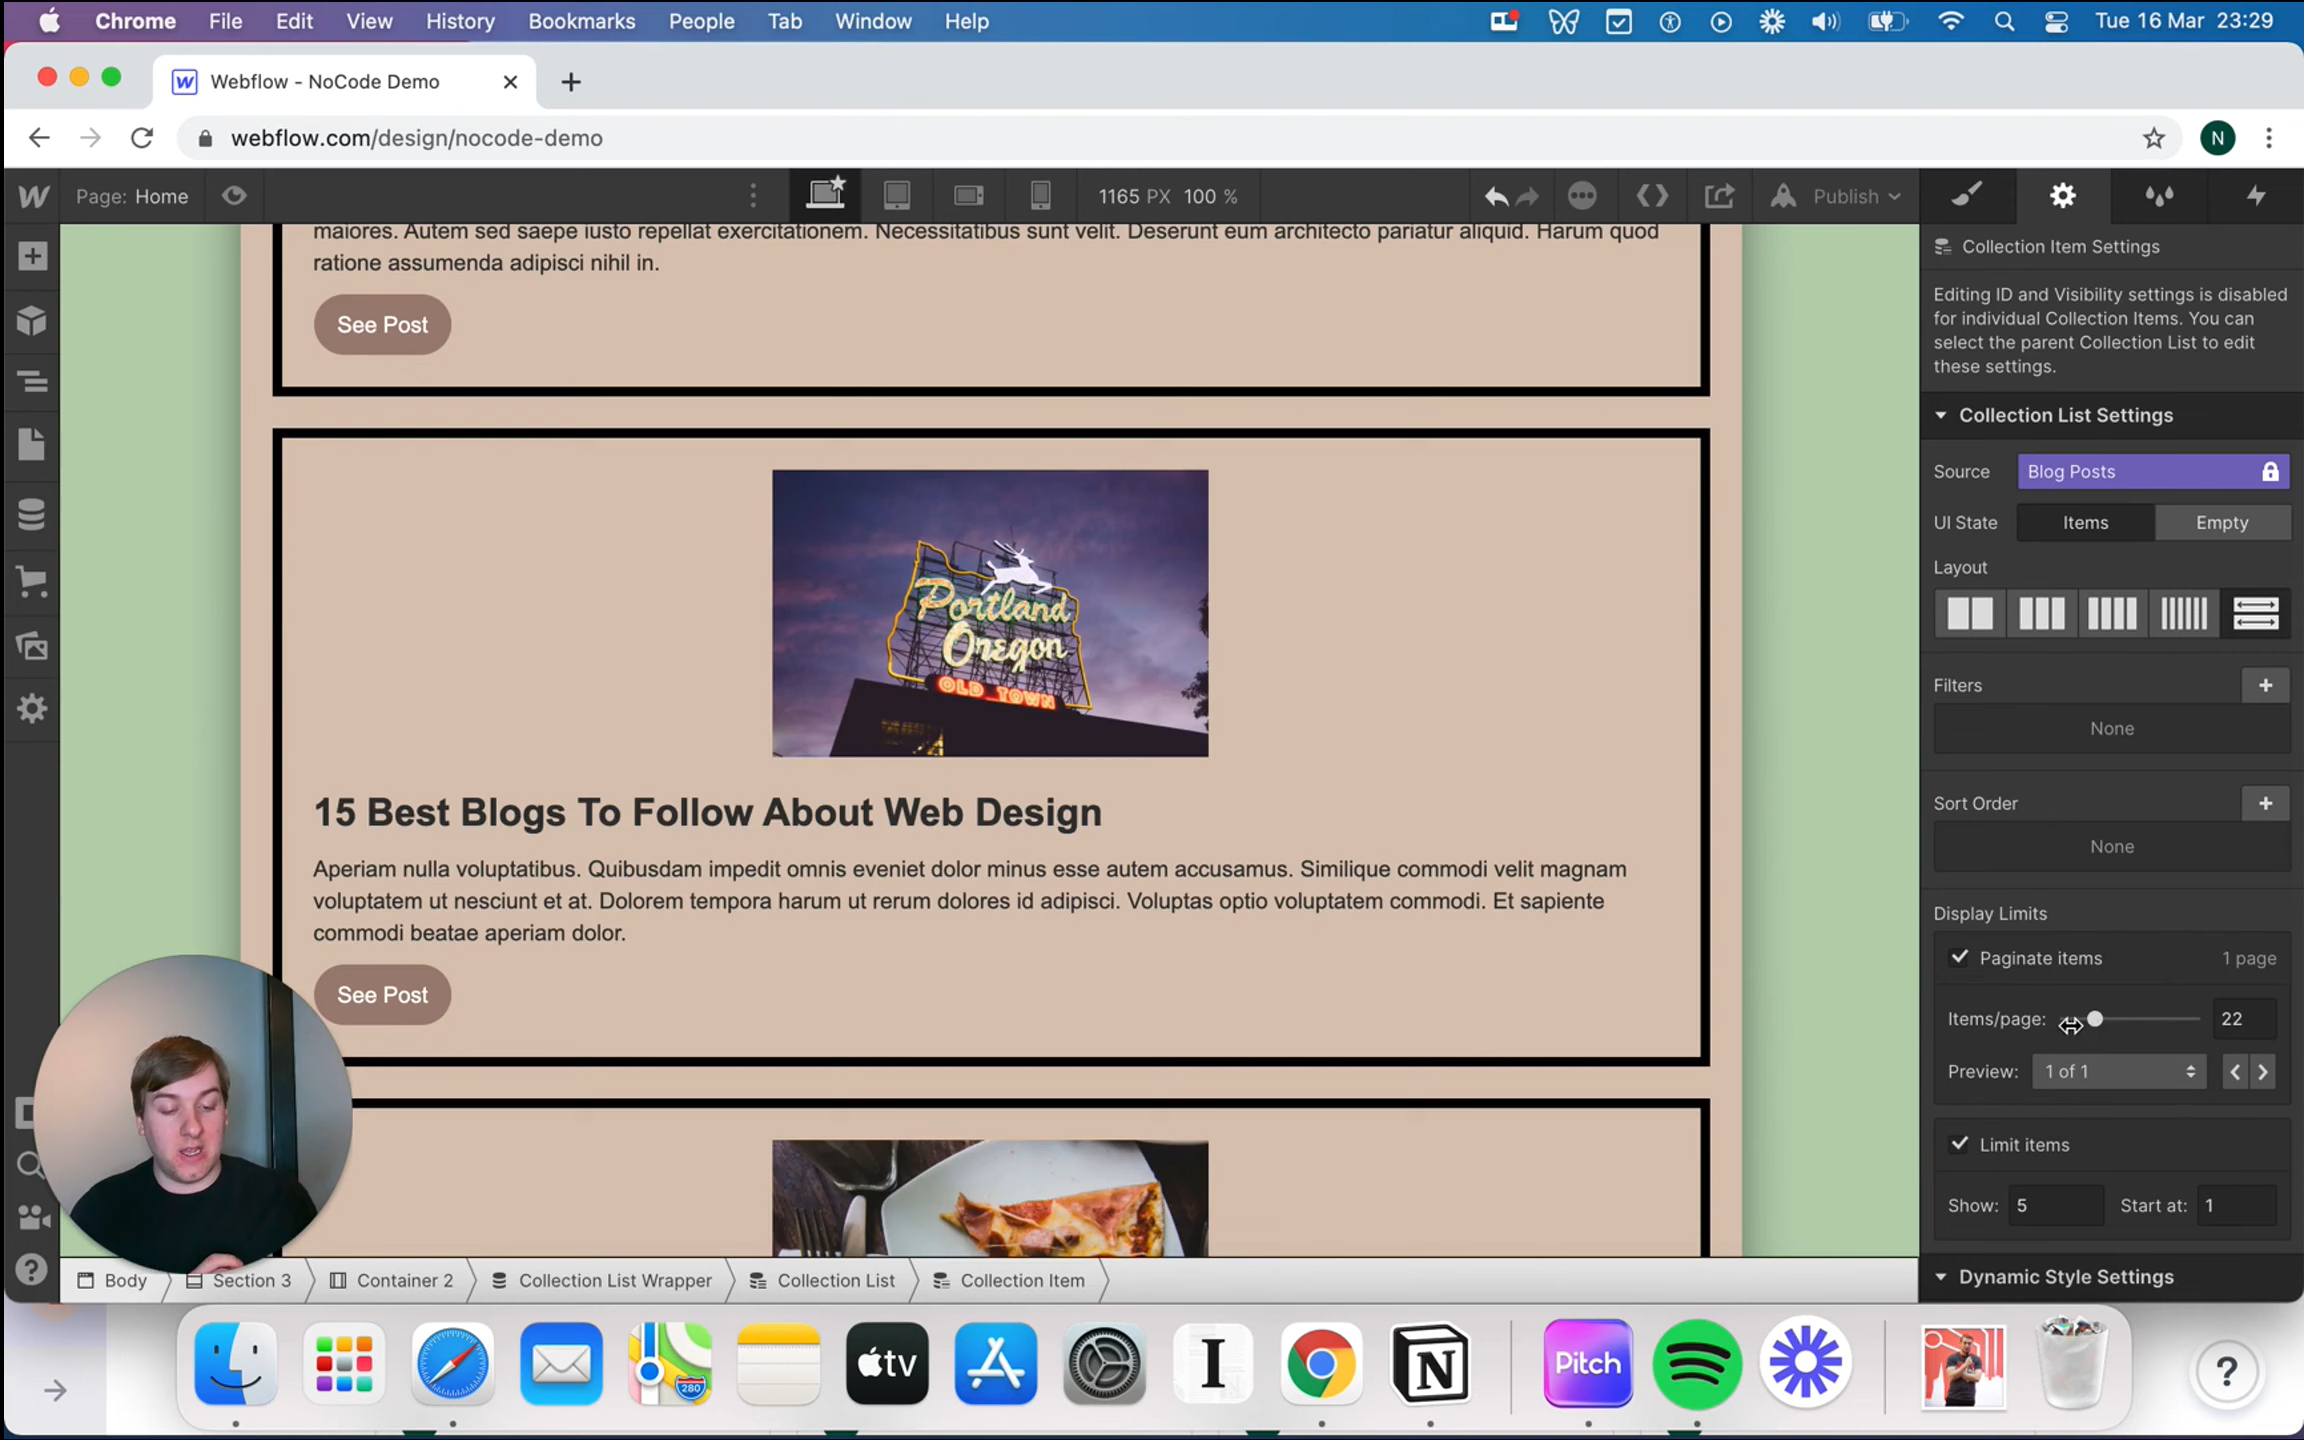 Chrome File Edit View History Bookmarks People Tab Window Help Tue 16 Mar 23:29
W Webflow - NoCode Demo
webflow.com/design/nocode-demo N
Page: Home 1165 PX 100 % Publish
Collection Item Settings
maiores. Autem sed saepe iusto repellat exercitationem. Necessitatibus sunt velit. Deserunt eum architecto pariatur aliquid. Harum quod
ratione assumenda adipisci nihil in.
See Post
Editing ID and Visibility settings is disabled
for individual Collection Items. You can
select the parent Collection List to edit
these settings.
Collection List Settings
Source Blog Posts
UI State Items Empty
Layout
Portland
Oregon
OLD TOWN
Filters
None
Sort Order
None
15 Best Blogs To Follow About Web Design
Aperiam nulla voluptatibus. Quibusdam impedit omnis eveniet dolor minus esse autem accusamus. Similique commodi velit magnam
voluptatem ut nesciunt et at. Dolorem tempora harum ut rerum dolores id adipisci. Voluptas optio voluptatem commodi. Et sapiente
commodi beatae aperiam dolor.
See Post
Display Limits
Paginate items 1 page
Items/page: 22
Preview: 1 of 1
Limit items
Show: 5 Start at: 1
Dynamic Style Settings
Body Section 3 Container 2 Collection List Wrapper Collection List Collection Item
280 tv I N Pitch ?